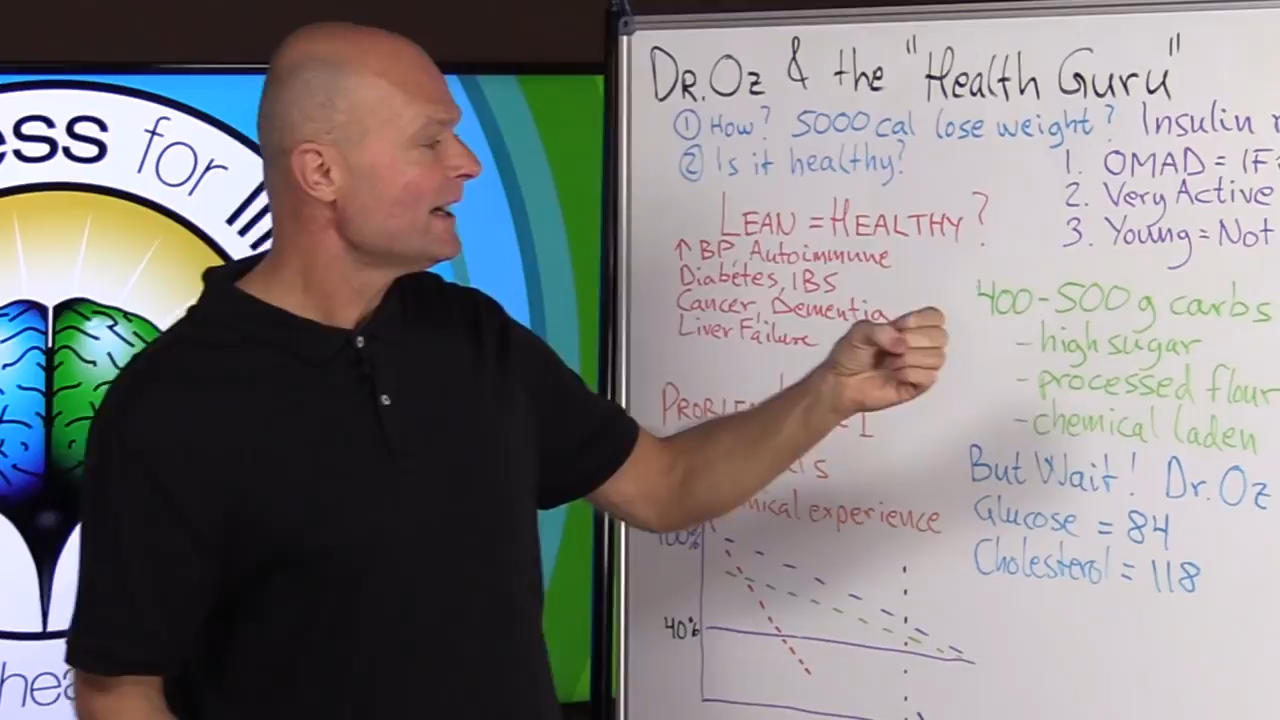 ess for li
hea
DR. OZ & the "Health Guru"
① How? 5000 cal lose weight?
② Is it healthy?
Insulin
1. OMAD = IF
2. Very Active
3. Young = Not
LEAN = HEALTHY?
↑ BP, Autoimmune
Diabetes, IBS
Cancer, Dementia
Liver Failure
400-500 g carbs
- high sugar
- processed flour
- chemical laden
But Wait! Dr. Oz
Glucose = 84
Cholesterol = 118
experience
100%
40%